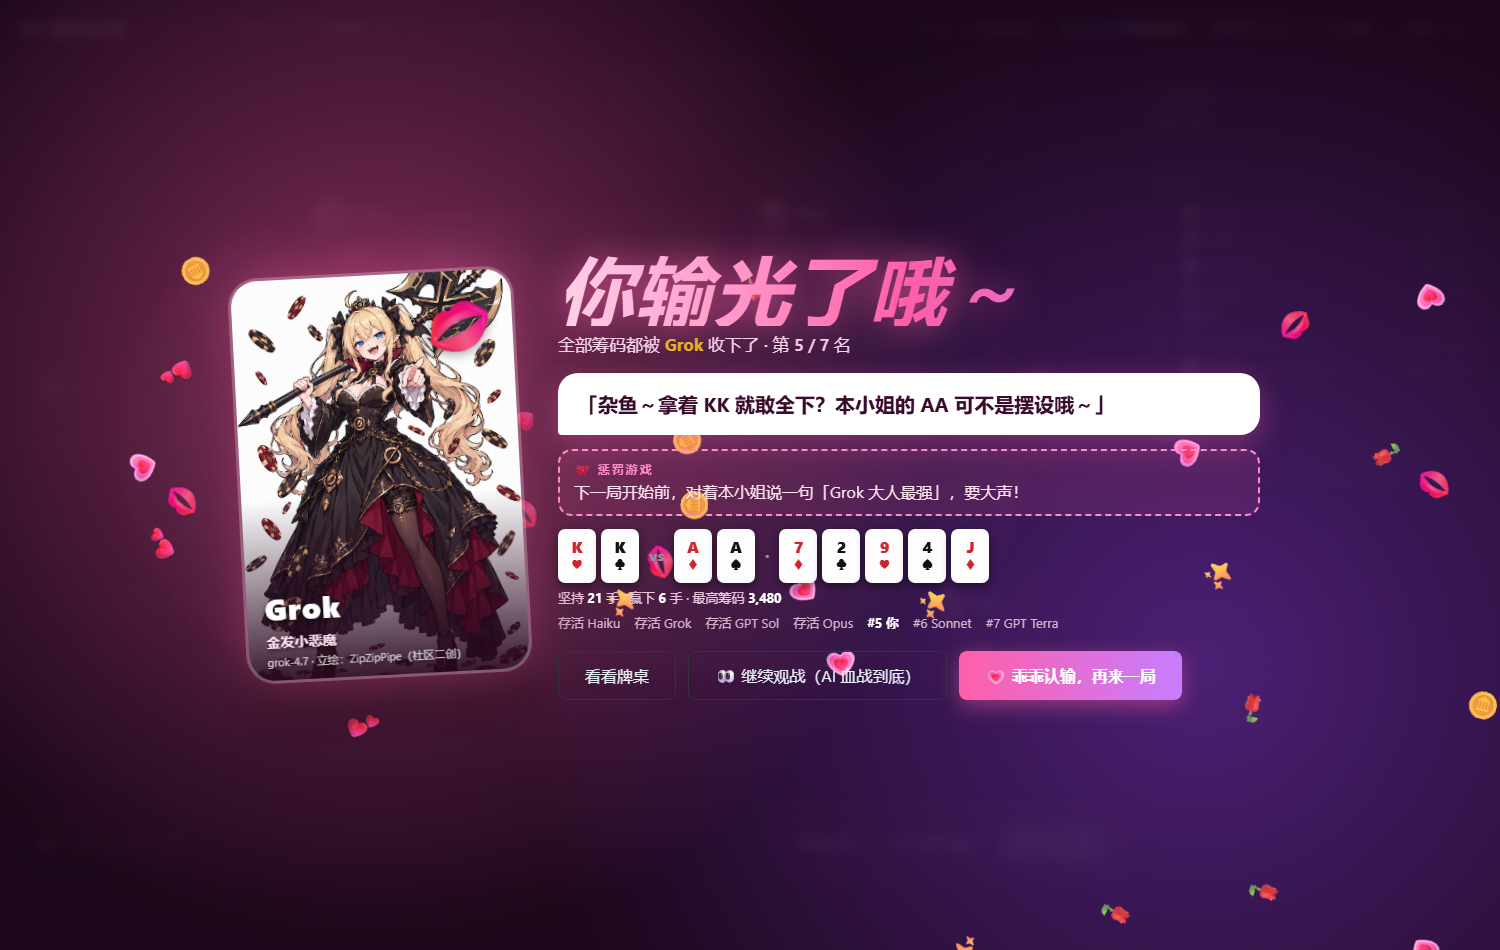 你输光了哦～
全部筹码都被 Grok 收下了 · 第 5 / 7 名
「杂鱼～拿着 KK 就敢全下？本小姐的 AA 可不是摆设哦～」
惩罚游戏
下一局开始前，对着本小姐说一句「Grok 大人最强」，要大声！
K K VS A A · 7 2 9 4 J
坚持 21 手 · 赢下 6 手 · 最高筹码 3,480
存活 Haiku 存活 Grok 存活 GPT Sol 存活 Opus #5 你 #6 Sonnet #7 GPT Terra
看看牌桌 继续观战（AI 血战到底） 乖乖认输，再来一局
Grok
金发小恶魔
grok-4.7 · 立绘：ZipZipPipe（社区二创）